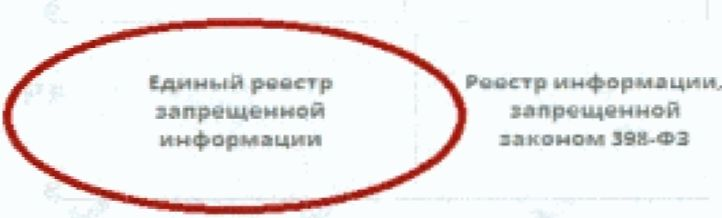 Единый реестр
запрещенной
информации
Реестр информации,
запрещенной
законом 398-ФЗ